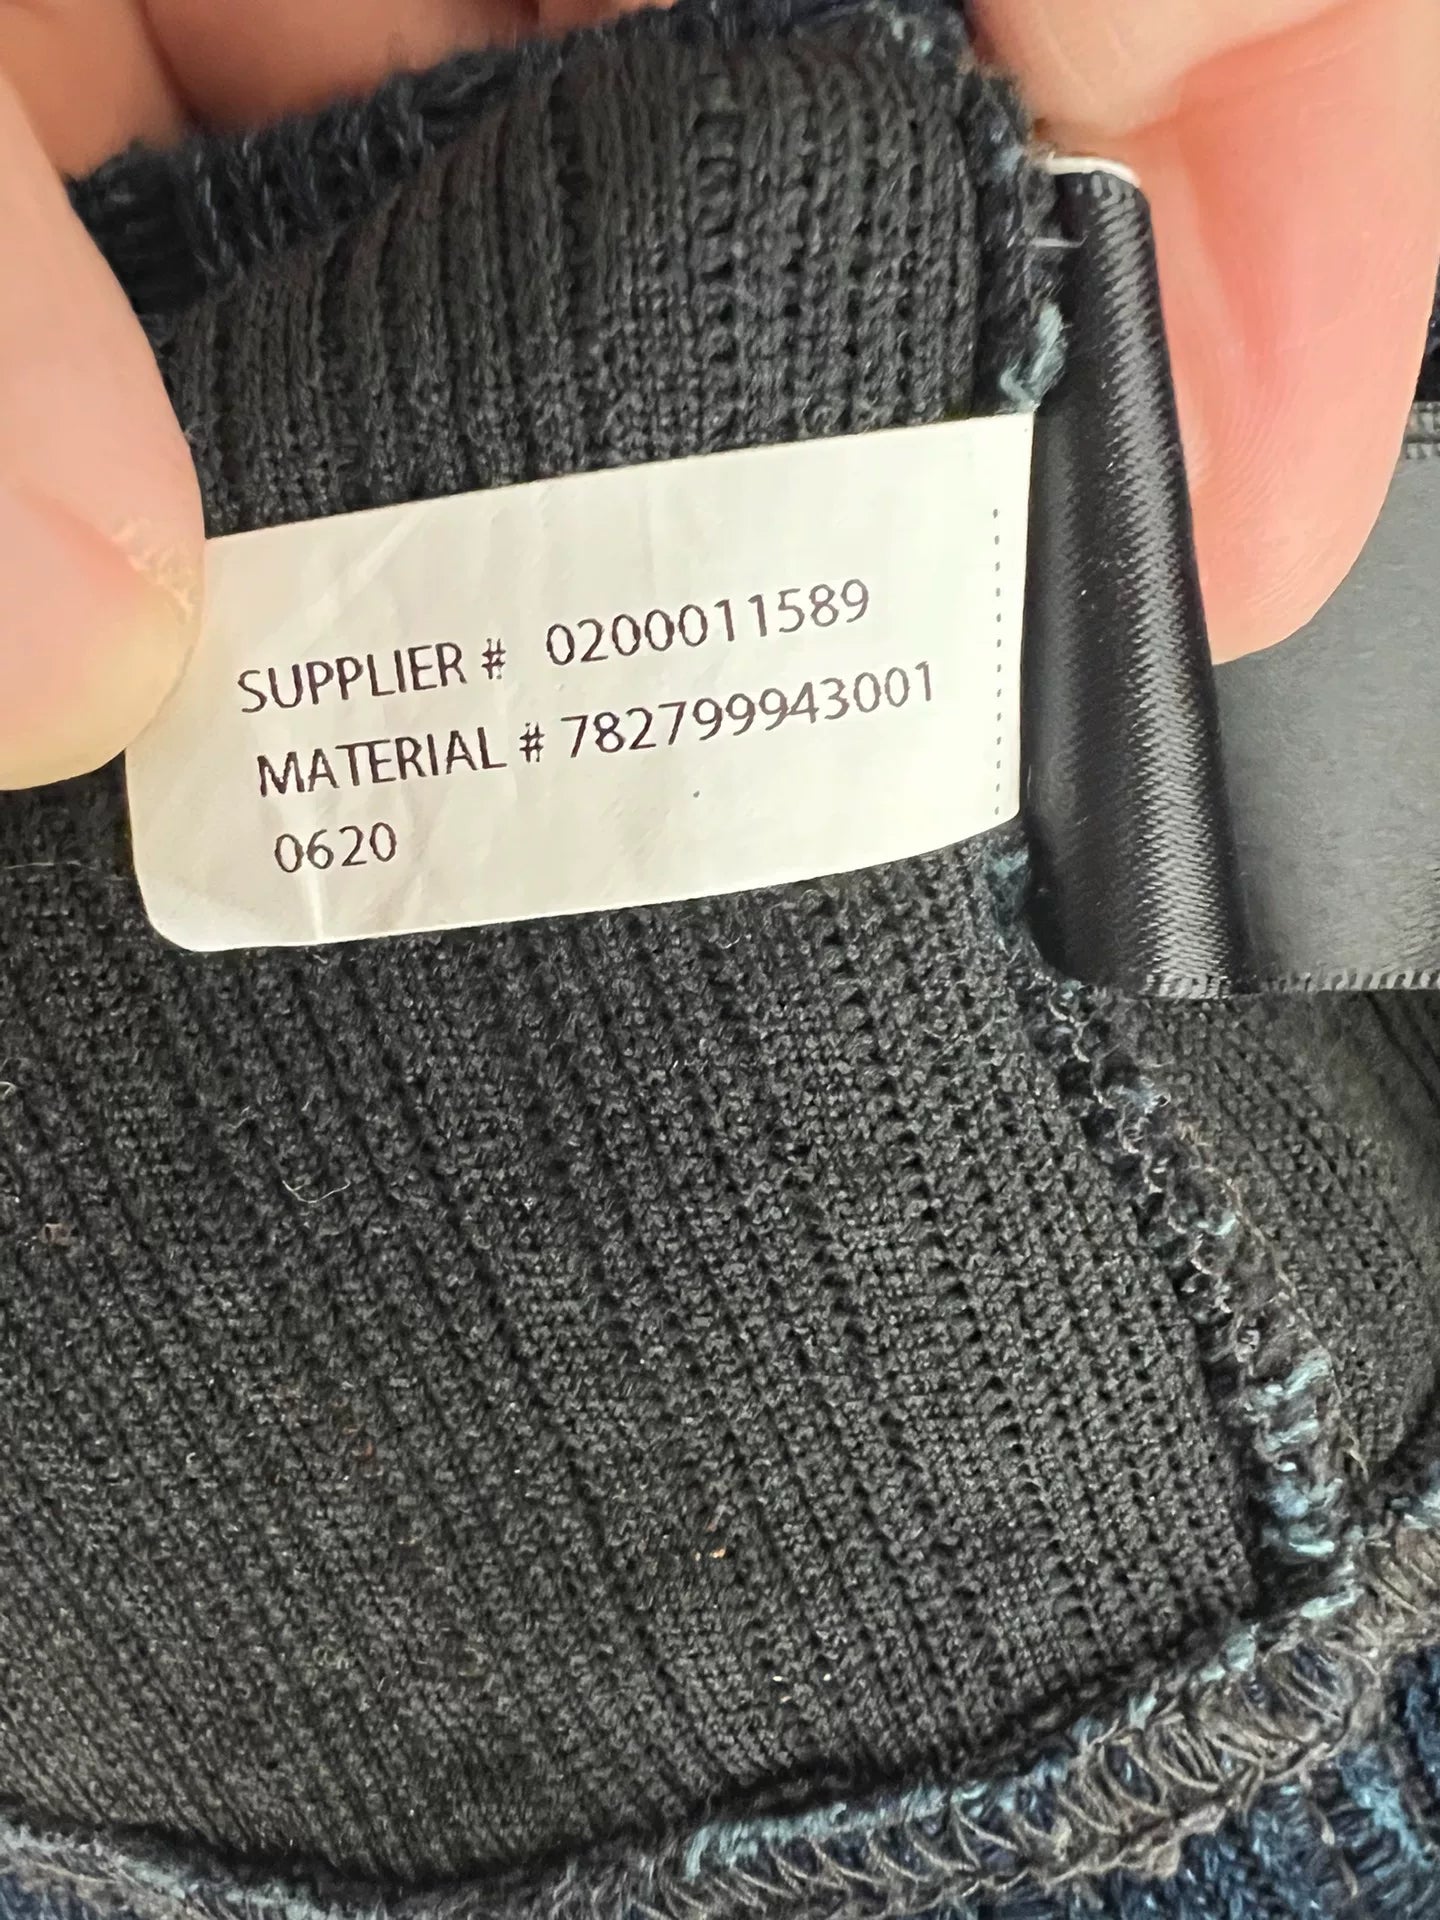 SUPPLIER # 0200011589
MATERIAL # 782799943001
0620